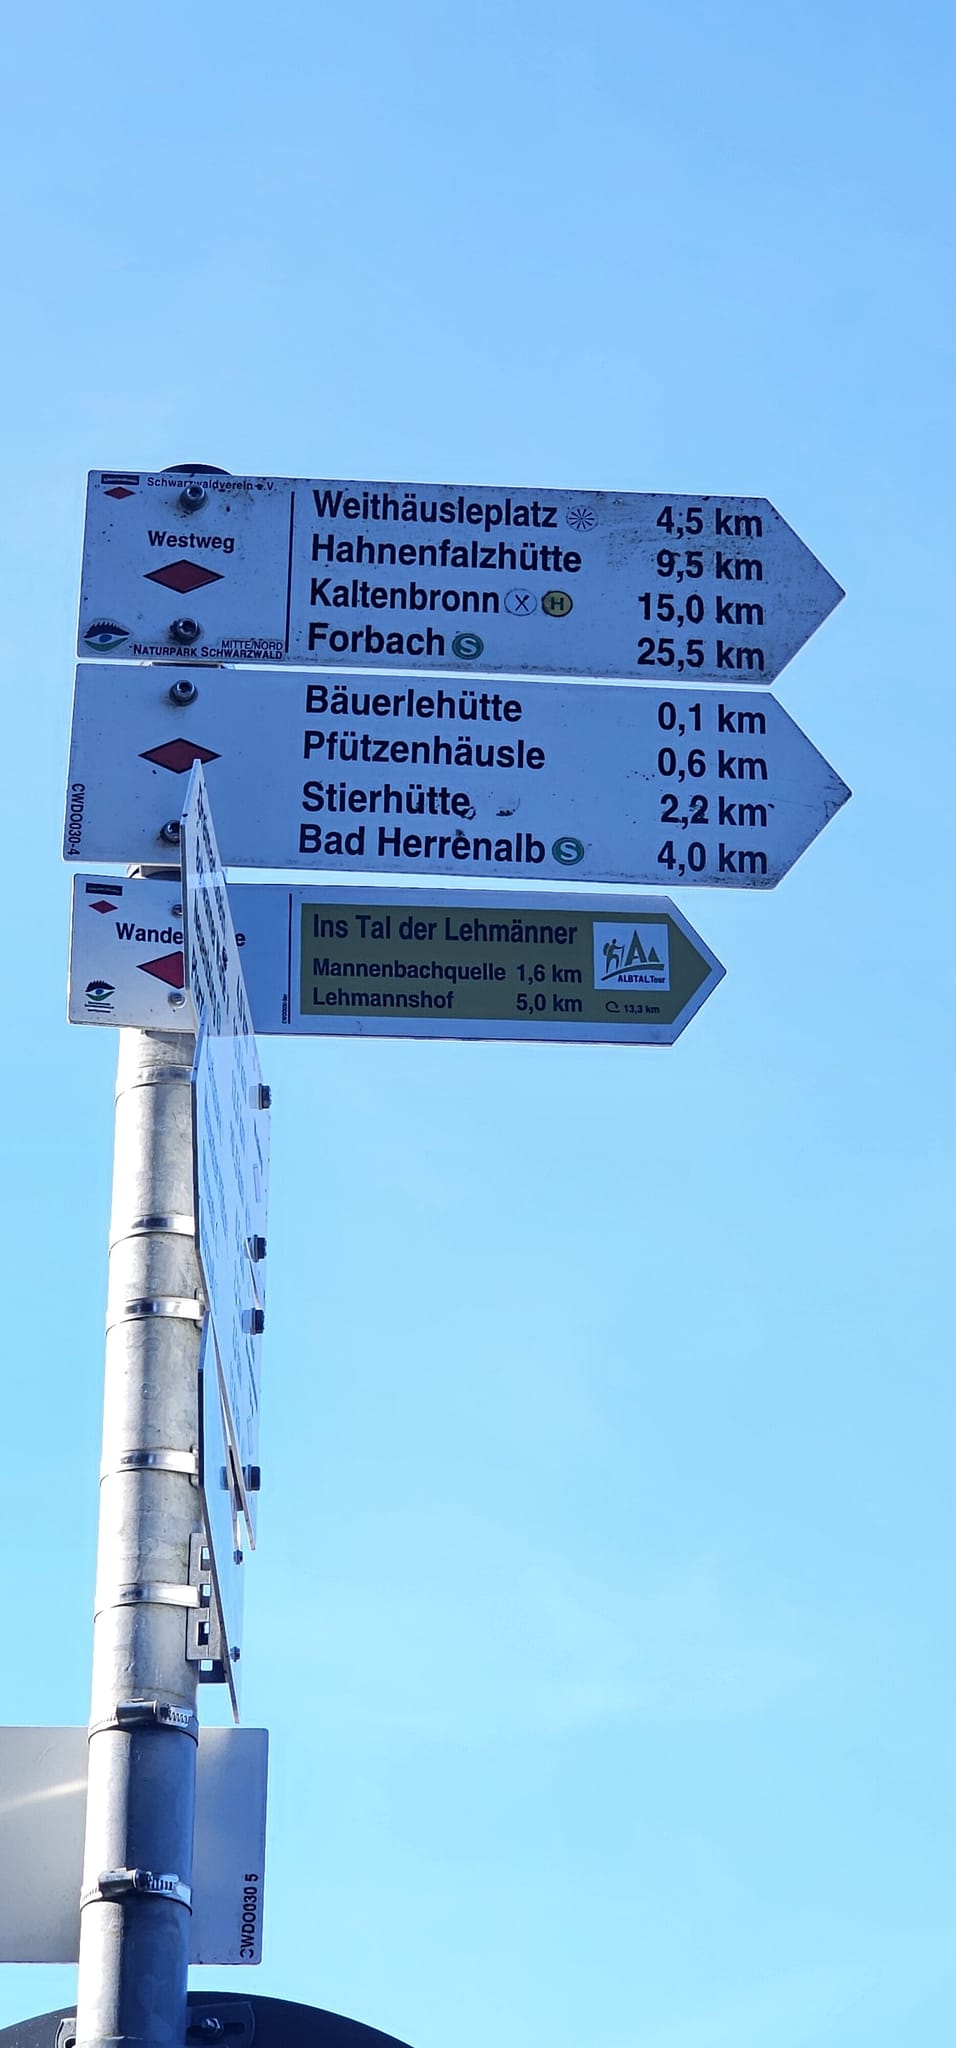 Schwarzwaldverein e.V.
Westweg
MITTE/NORD
NATURPARK SCHWARZWALD
Weithäusleplatz 4,5 km
Hahnenfalzhütte 9,5 km
Kaltenbronn H 15,0 km
Forbach S 25,5 km
CWDO030-4
Bäuerlehütte 0,1 km
Pfützenhäusle 0,6 km
Stierhütte 2,2 km
Bad Herrenalb S 4,0 km
Ins Tal der Lehmänner
Mannenbachquelle 1,6 km
Lehmannshof 5,0 km
ALBTAL.Tour
13,3 km
CWDO030 5